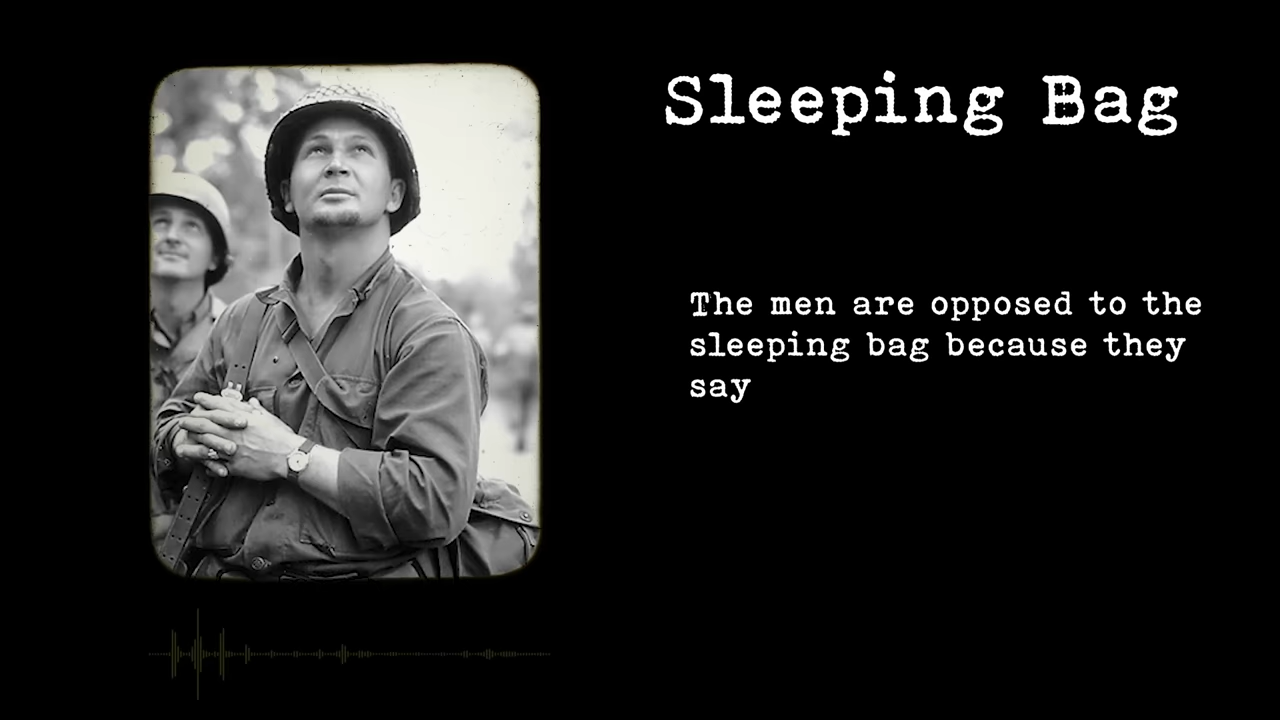 Sleeping Bag
The men are opposed to the
sleeping bag because they
say